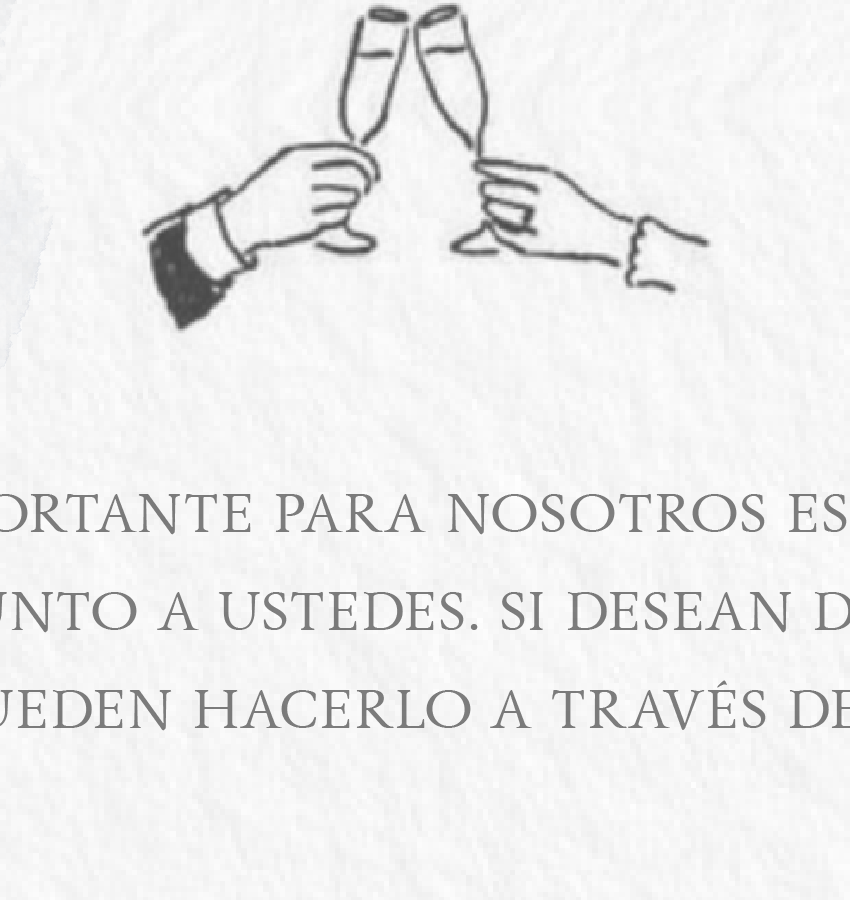 ORTANTE PARA NOSOTROS ES
UNTO A USTEDES. SI DESEAN D
UEDEN HACERLO A TRAVÉS DE